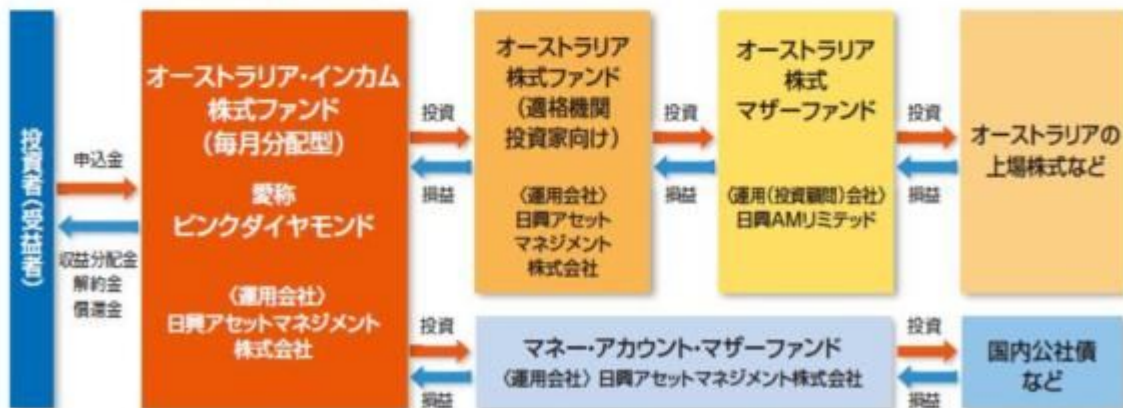 投資者(受益者)
申込金
収益分配金
解約金
償還金
オーストラリア・インカム
株式ファンド
(毎月分配型)
愛称
ピンクダイヤモンド
〈運用会社〉
日興アセットマネジメント
株式会社
投資
損益
オーストラリア
株式ファンド
(適格機関
投資家向け)
〈運用会社〉
日興アセット
マネジメント
株式会社
投資
損益
オーストラリア
株式
マザーファンド
〈運用(投資顧問)会社〉
日興AMリミテッド
投資
損益
オーストラリアの
上場株式など
投資
損益
マネー・アカウント・マザーファンド
〈運用会社〉日興アセットマネジメント株式会社
投資
損益
国内公社債
など